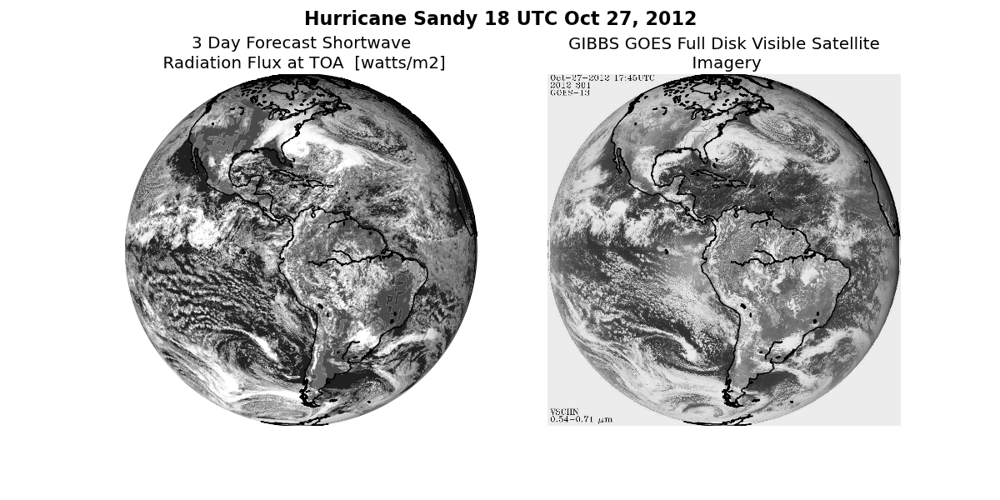 Hurricane Sandy 18 UTC Oct 27, 2012
3 Day Forecast Shortwave
Radiation Flux at TOA [watts/m2]
GIBBS GOES Full Disk Visible Satellite
Imagery
Oct-27-2012 17:45UTC
2012 301
GOES-13
VSCHN
0.54-0.71 μm